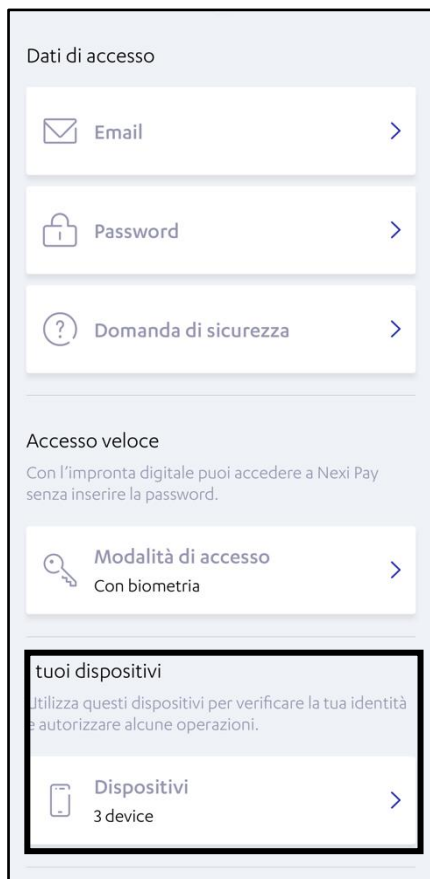 Dati di accesso
Email
Password
Domanda di sicurezza
Accesso veloce
Con l'impronta digitale puoi accedere a Nexi Pay
senza inserire la password.
Modalità di accesso
Con biometria
tuoi dispositivi
Utilizza questi dispositivi per verificare la tua identità
e autorizzare alcune operazioni.
Dispositivi
3 device